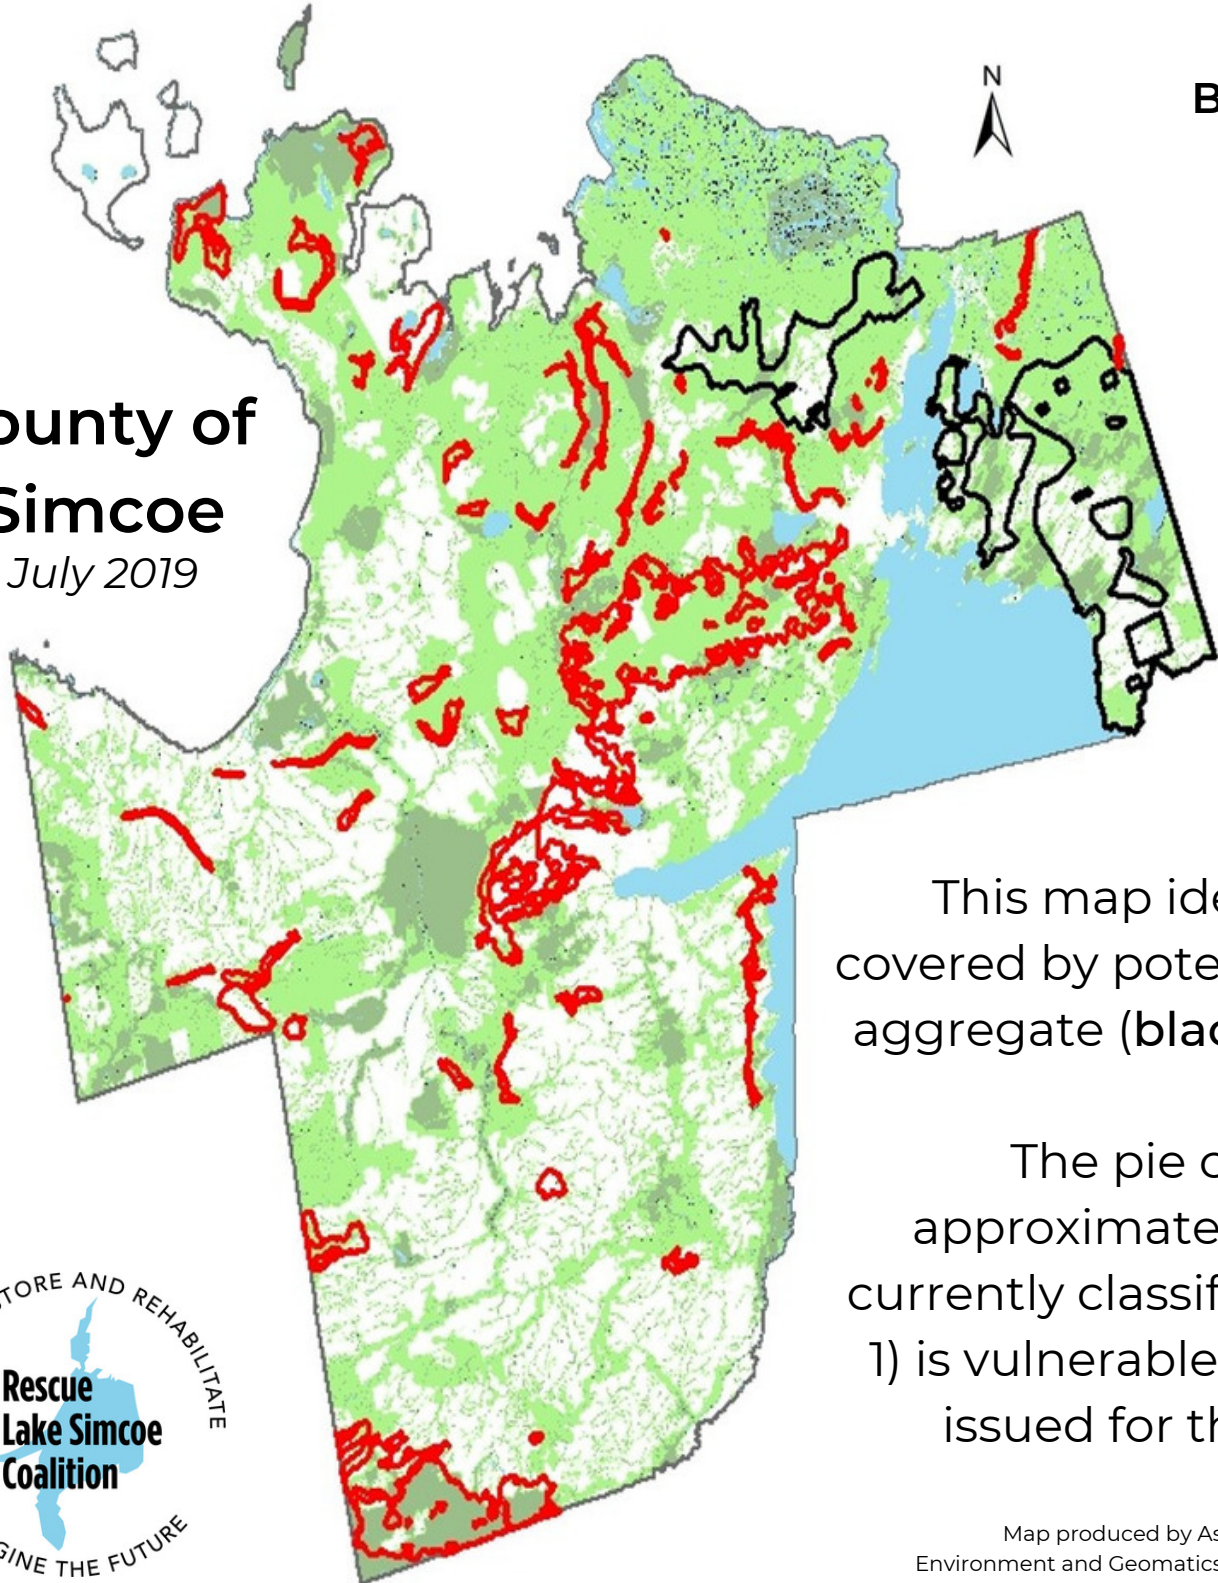 N
B
ounty of
Simcoe
July 2019
This map ide
covered by pote
aggregate (blac
The pie c
approximate
currently classif
1) is vulnerable
issued for th
TORE AND REHABILITATE
Rescue
Lake Simcoe
Coalition
GINE THE FUTURE
Map produced by As
Environment and Geomatics